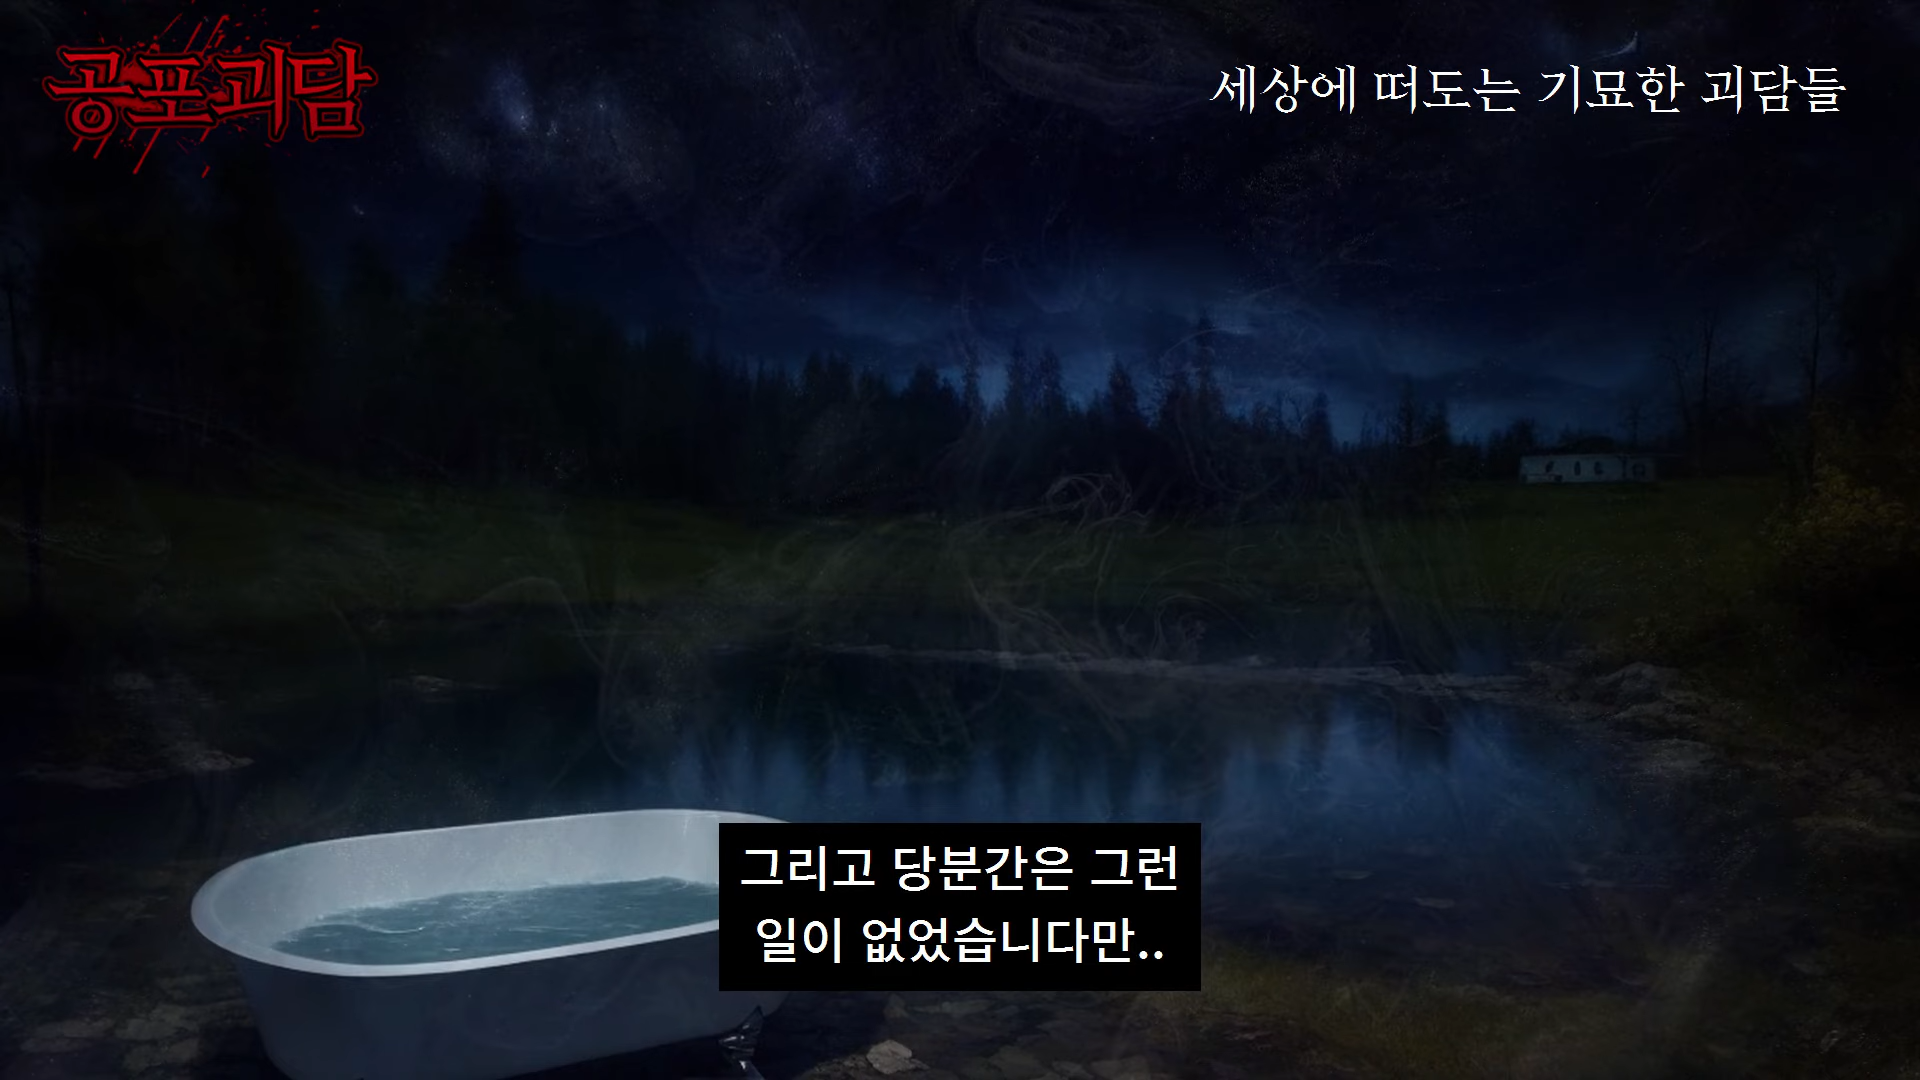 공포괴담
세상에 떠도는 기묘한 괴담들
그리고 당분간은 그런
일이 없었습니다만..